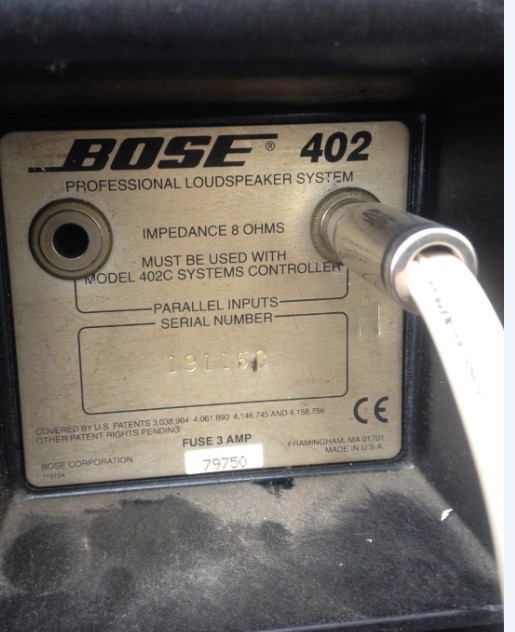 BOSE® 402
PROFESSIONAL LOUDSPEAKER SYSTEM
IMPEDANCE 8 OHMS
MUST BE USED WITH
MODEL 402C SYSTEMS CONTROLLER
PARALLEL INPUTS
SERIAL NUMBER
COVERED BY U.S. PATENTS 3,038,964 4,061,890 4,146,745 AND 4,158,756
OTHER PATENT RIGHTS PENDING
CE
FUSE 3 AMP
FRAMINGHAM, MA 01701
MADE IN U.S.A.
BOSE CORPORATION
79750